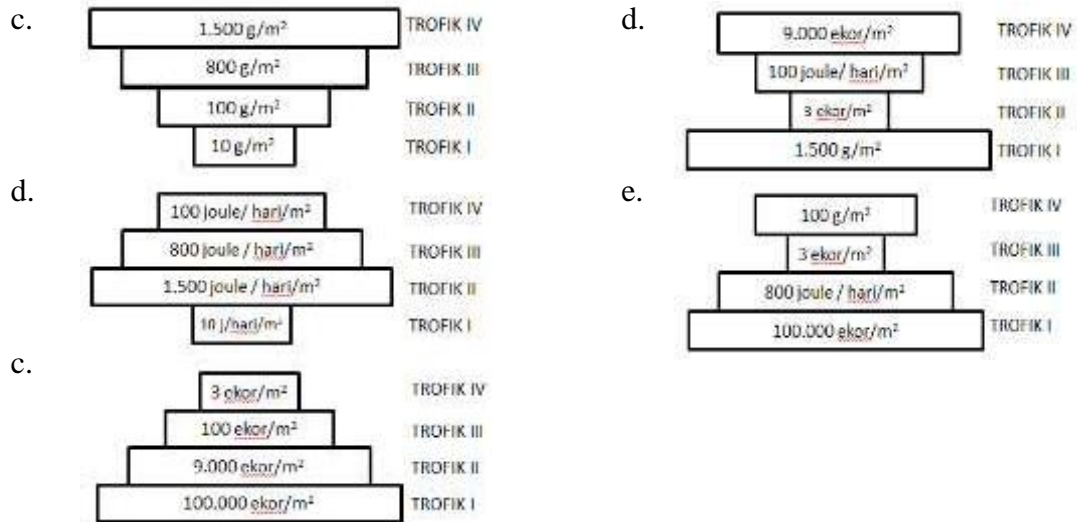 c.
1.500 g/m² TROFIK IV
800 g/m² TROFIK III
100 g/m² TROFIK II
10 g/m² TROFIK I
d.
100 joule/ hari/m² TROFIK IV
800 joule / hari/m² TROFIK III
1.500 joule / hari/m² TROFIK II
10 j/hari/m² TROFIK I
c.
3 ekor/m² TROFIK IV
100 ekor/m² TROFIK III
9.000 ekor/m² TROFIK II
100.000 ekor/m² TROFIK I
d.
9.000 ekor/m² TROFIK IV
100 joule/ hari/m² TROFIK III
3 ekor/m² TROFIK II
1.500 g/m² TROFIK I
e.
100 g/m² TROFIK IV
3 ekor/m² TROFIK III
800 joule / hari/m² TROFIK II
100.000 ekor/m² TROFIK I